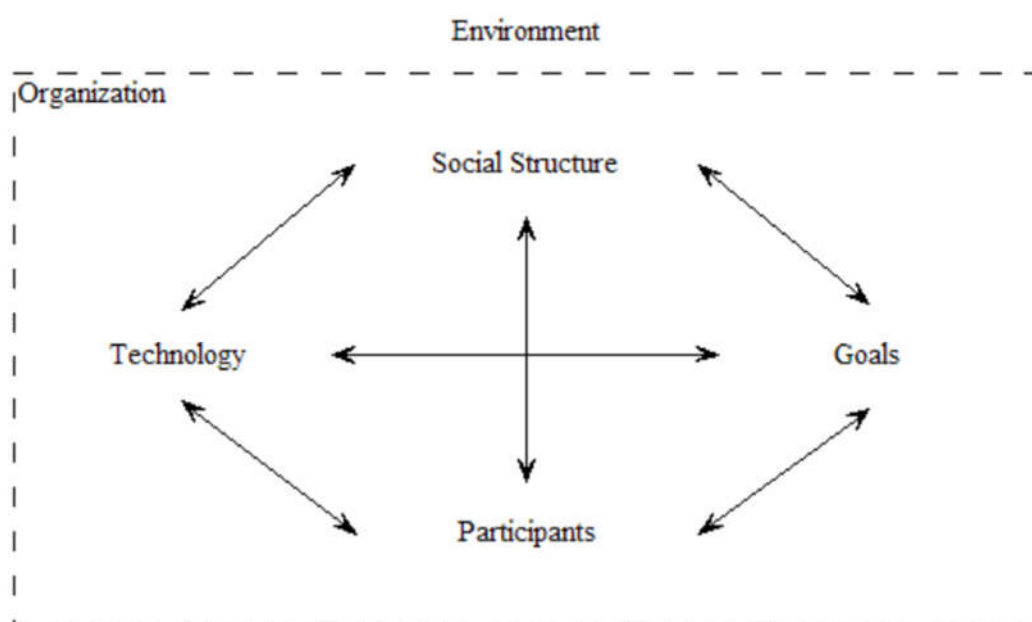 Environment
Organization
Social Structure
Technology
Goals
Participants